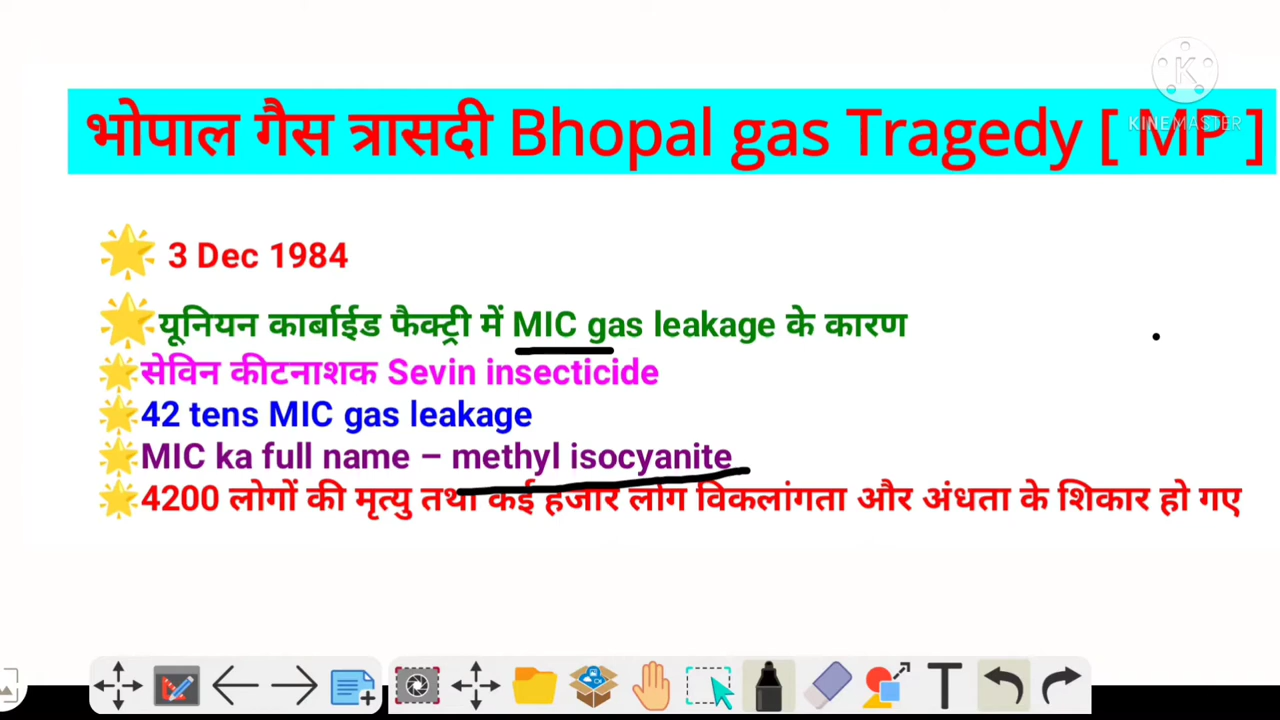 KINEMASTER
भोपाल गैस त्रासदी Bhopal gas Tragedy [ MP ]
3 Dec 1984
यूनियन कार्बाईड फैक्ट्री में MIC gas leakage के कारण
सेविन कीटनाशक Sevin insecticide
42 tens MIC gas leakage
MIC ka full name – methyl isocyanite
4200 लोगों की मृत्यु तथा कई हजार लोग विकलांगता और अंधता के शिकार हो गए